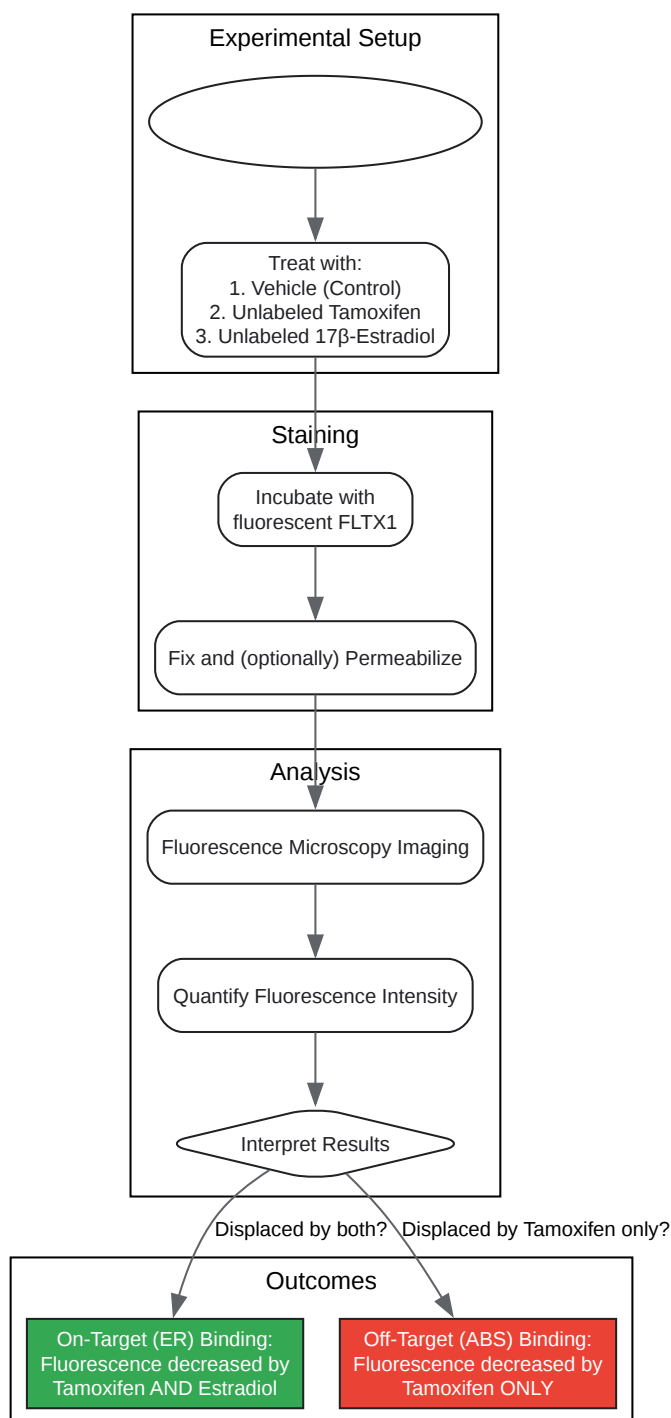 Experimental Setup
Treat with:
1. Vehicle (Control)
2. Unlabeled Tamoxifen
3. Unlabeled 17β-Estradiol
Staining
Incubate with
fluorescent FLTX1
Fix and (optionally) Permeabilize
Analysis
Fluorescence Microscopy Imaging
Quantify Fluorescence Intensity
Interpret Results
Displaced by both?
Displaced by Tamoxifen only?
Outcomes
On-Target (ER) Binding:
Fluorescence decreased by
Tamoxifen AND Estradiol
Off-Target (ABS) Binding:
Fluorescence decreased by
Tamoxifen ONLY